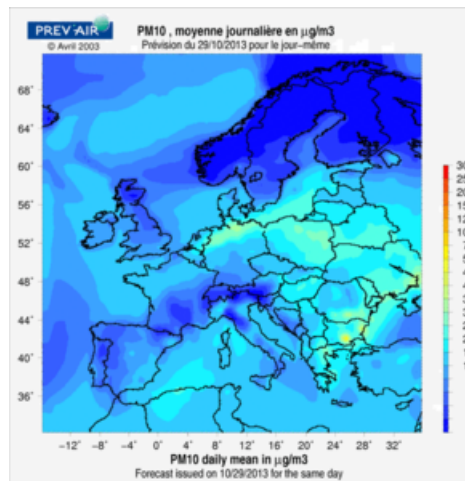 PREV'AIR
© Avril 2003
PM10 , moyenne journalière en µg/m3
Prévision du 29/10/2013 pour le jour-même
68°
64°
60°
56°
52°
48°
44°
40°
36°
-12° -8° -4° 0° 4° 8° 12° 16° 20° 24° 28° 32°
PM10 daily mean in µg/m3
Forecast issued on 10/29/2013 for the same day